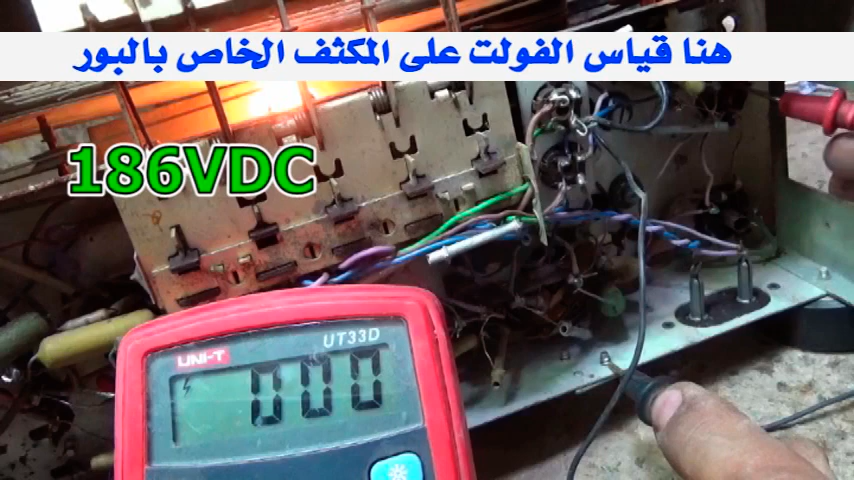 هنا قياس الفولت على المكثف الخاص بالبور
186VDC
UT33D
UNI-T
000